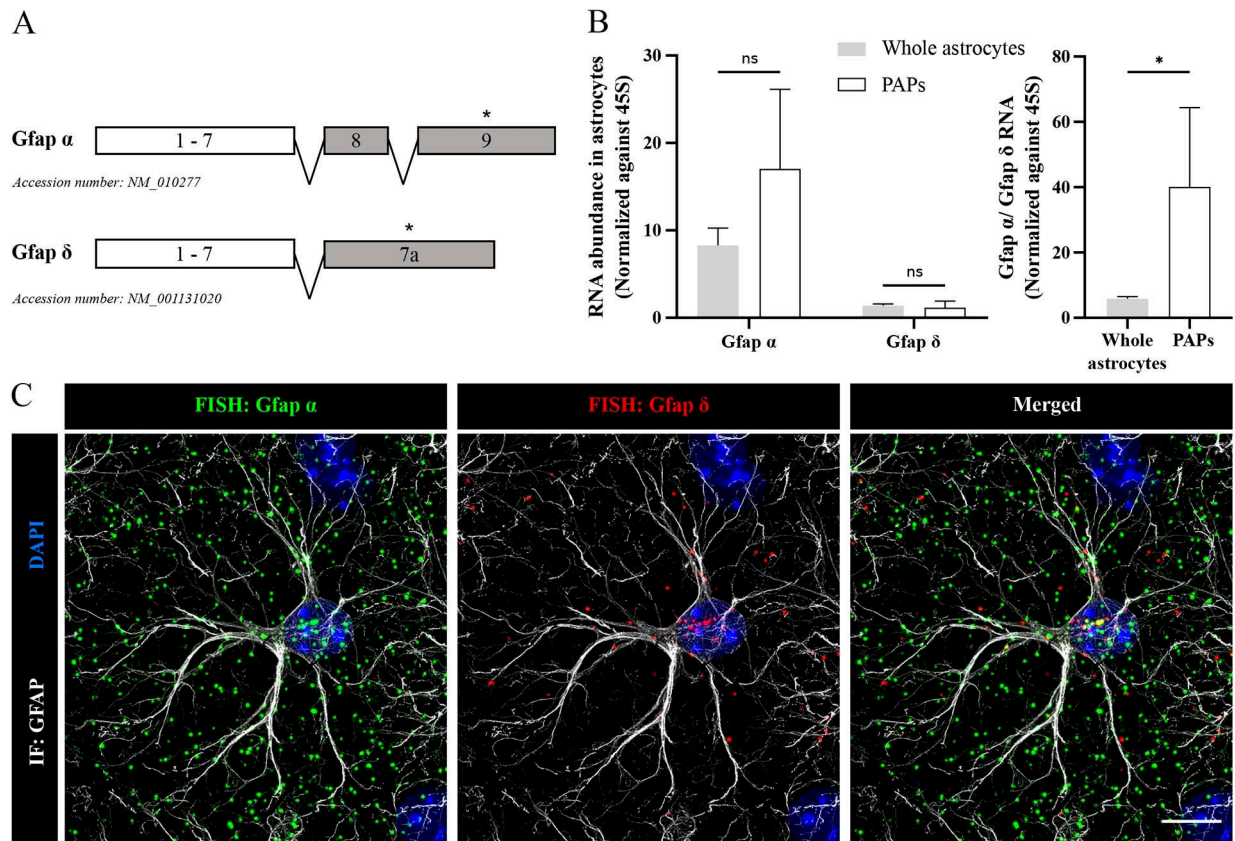 A
*
Gfap α
1 - 7
8
9
Accession number: NM_010277
*
Gfap δ
1 - 7
7a
Accession number: NM_001131020
B
RNA abundance in astrocytes
(Normalized against 45S)
30
20
10
0
ns
ns
Gfap α
Gfap δ
Whole astrocytes
PAPs
Gfap α/ Gfap δ RNA
(Normalized against 45S)
80
60
40
20
0
*
Whole
astrocytes
PAPs
C
FISH: Gfap α
FISH: Gfap δ
Merged
DAPI
IF: GFAP